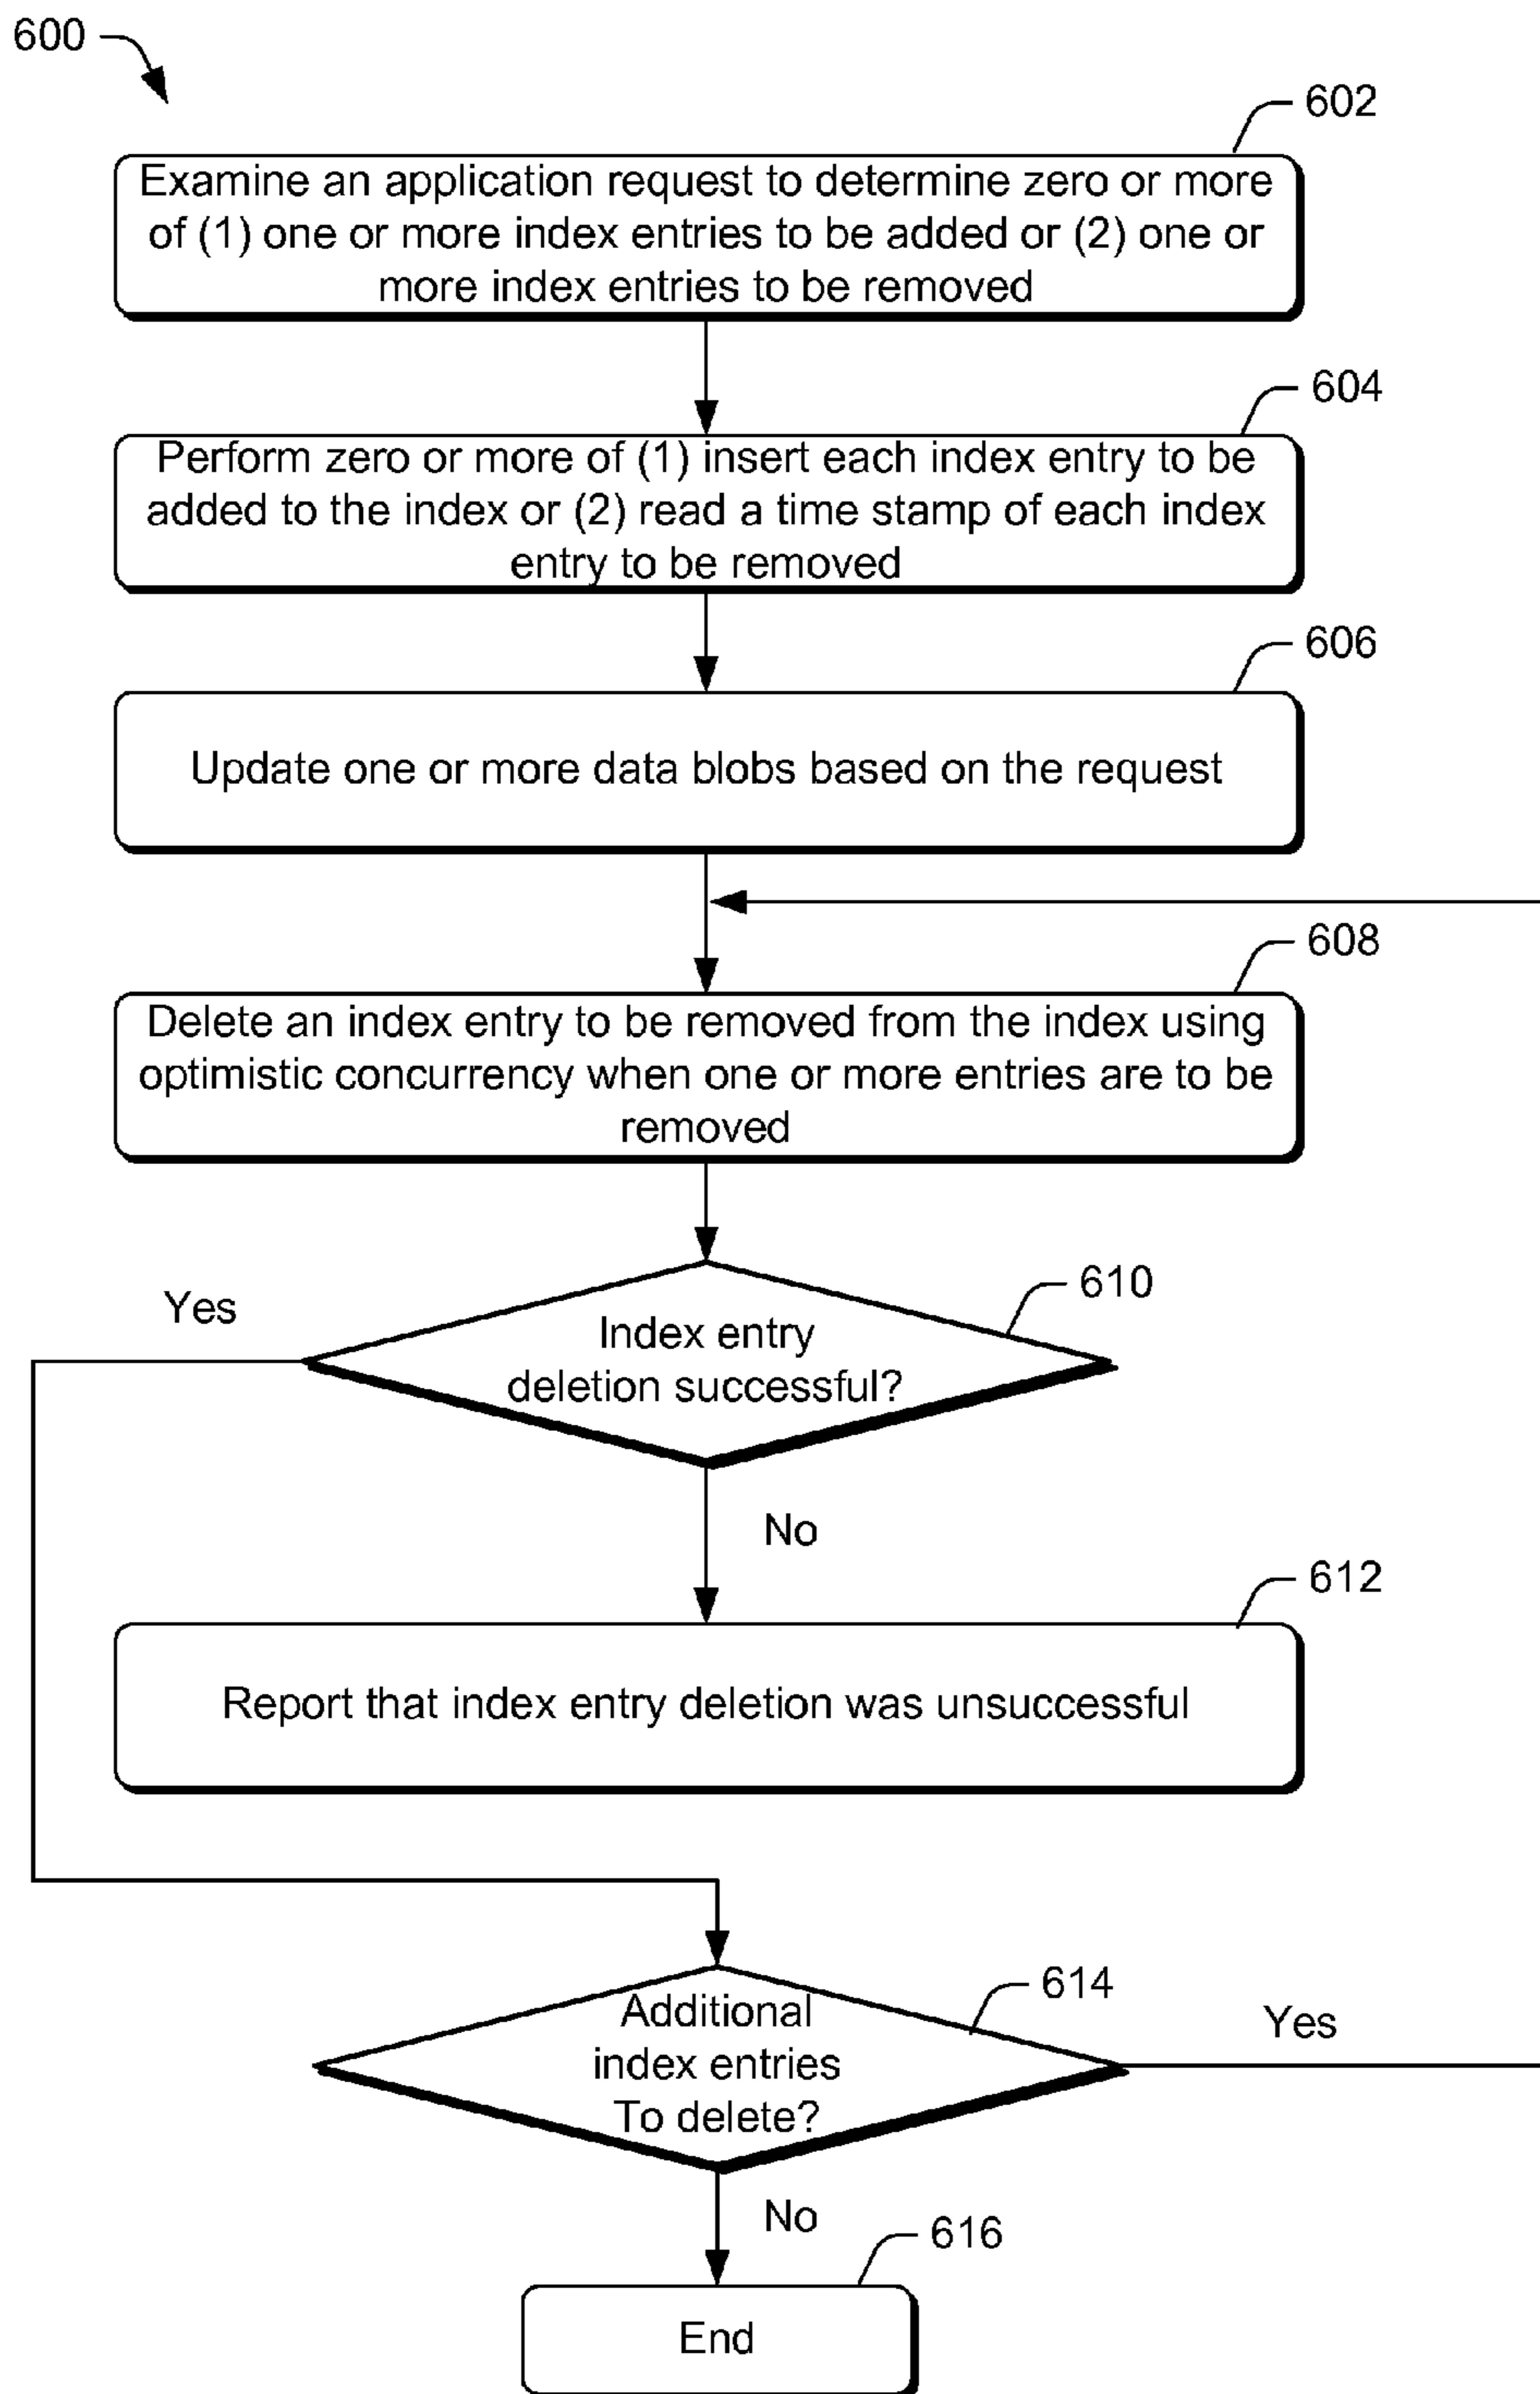 600
602
Examine an application request to determine zero or more
of (1) one or more index entries to be added or (2) one or
more index entries to be removed
604
Perform zero or more of (1) insert each index entry to be
added to the index or (2) read a time stamp of each index
entry to be removed
606
Update one or more data blobs based on the request
608
Delete an index entry to be removed from the index using
optimistic concurrency when one or more entries are to be
removed
610
Yes
Index entry
deletion successful?
No
612
Report that index entry deletion was unsuccessful
614
Additional
index entries
To delete?
Yes
No
616
End